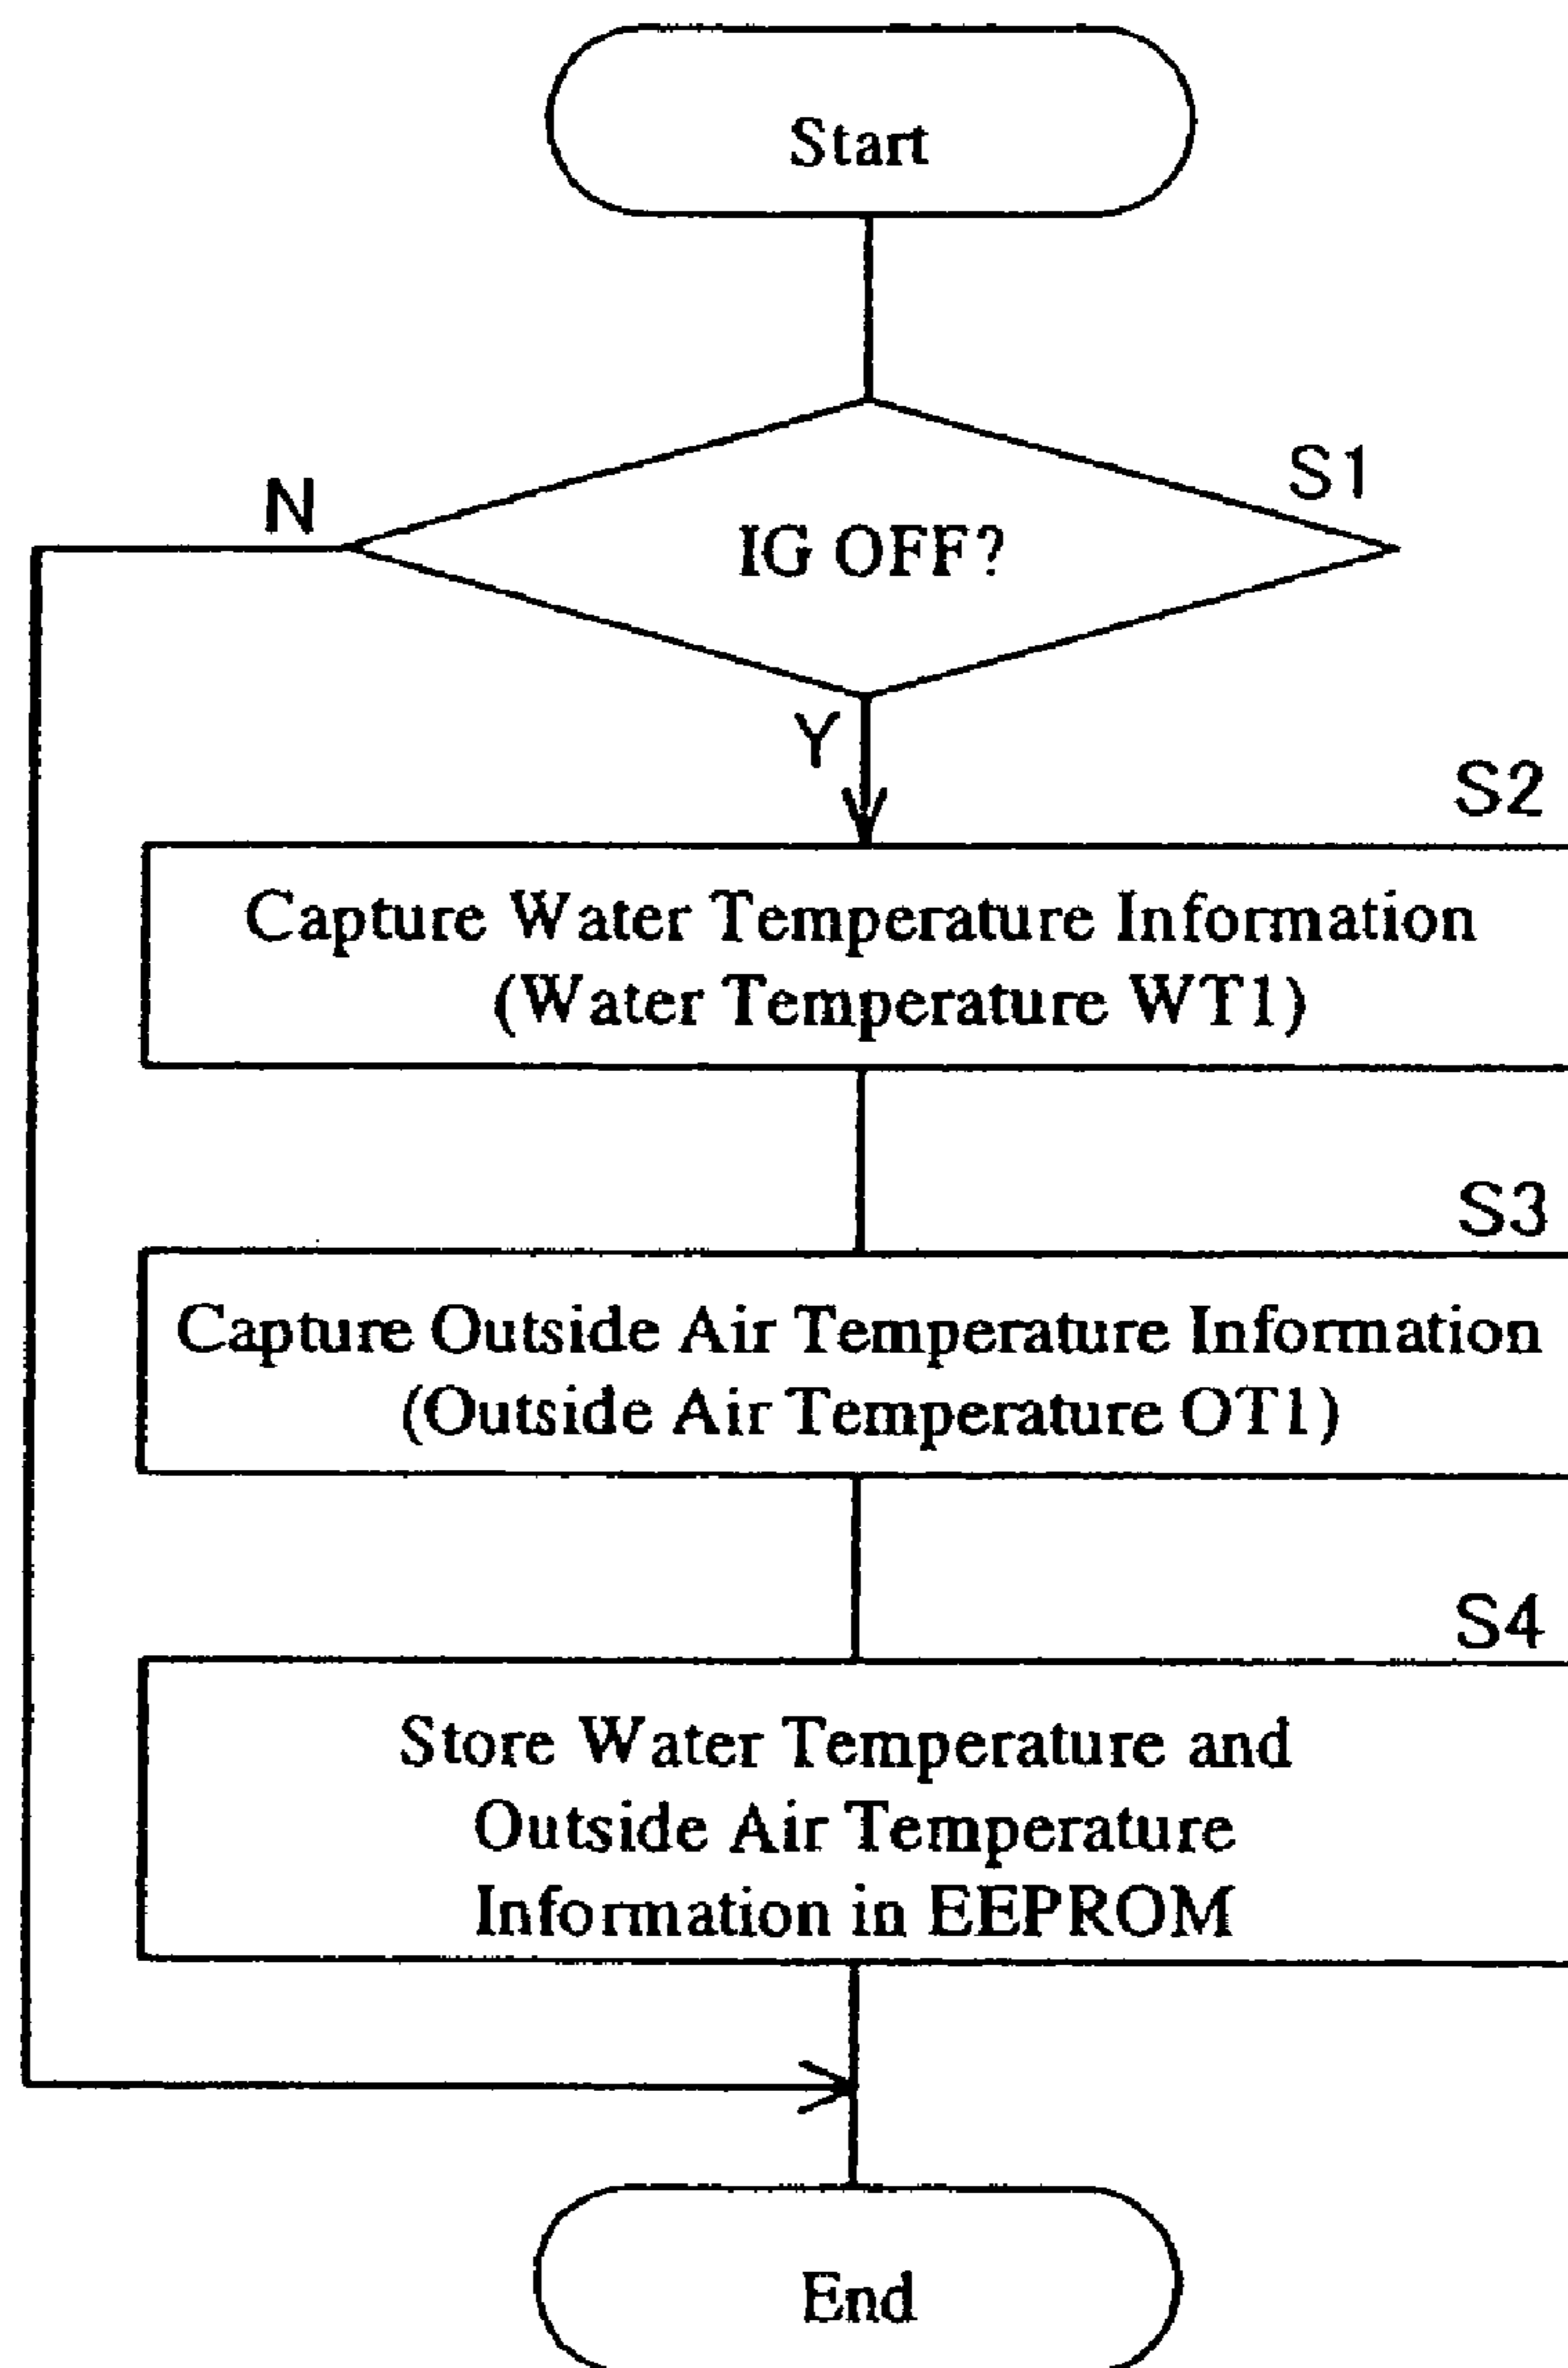 Start
S1
N
IG OFF?
Y
S2
Capture Water Temperature Information
(Water Temperature WT1)
S3
Capture Outside Air Temperature Information
(Outside Air Temperature OT1)
S4
Store Water Temperature and
Outside Air Temperature
Information in EEPROM
End